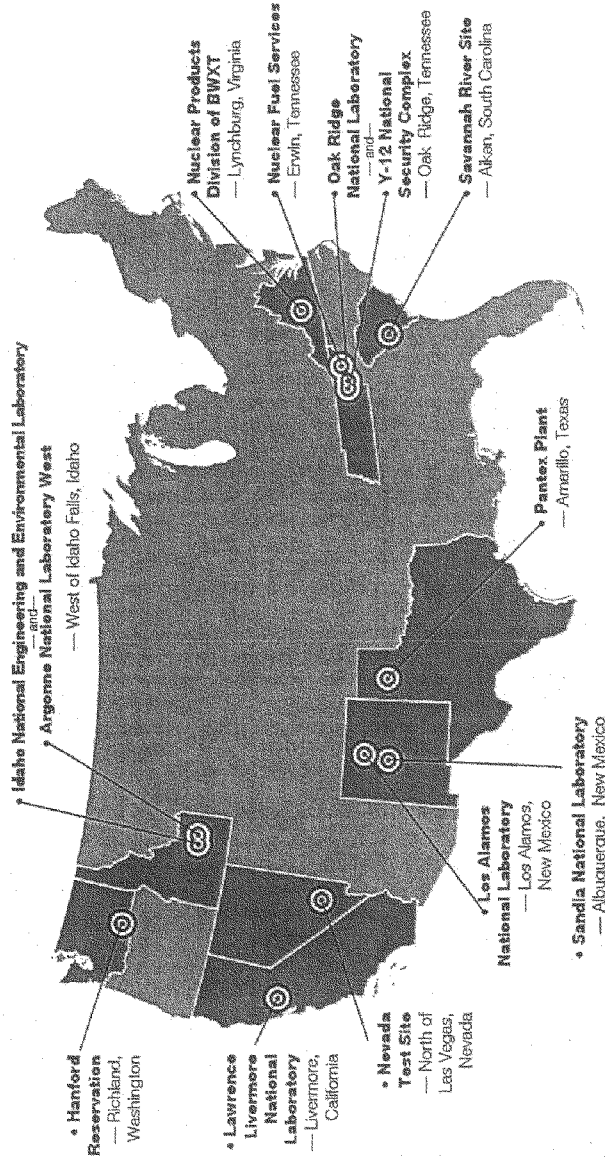 • Idaho National Engineering and Environmental Laboratory
—and—
• Argonne National Laboratory West
— West of Idaho Falls, Idaho
• Hanford
Reservation
— Richland,
Washington
• Lawrence
Livermore
National
Laboratory
— Livermore,
California
• Nevada
Test Site
— North of
Las Vegas,
Nevada
• Los Alamos
National Laboratory
— Los Alamos,
New Mexico
• Sandia National Laboratory
— Albuquerque, New Mexico
• Pantex Plant
— Amarillo, Texas
• Nuclear Products
Division of BWXT
— Lynchburg, Virginia
• Nuclear Fuel Services
— Erwin, Tennessee
• Oak Ridge
National Laboratory
—and—
• Y-12 National
Security Complex
— Oak Ridge, Tennessee
• Savannah River Site
— Aiken, South Carolina